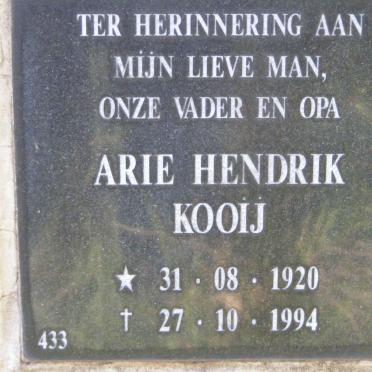 TER HERINNERING AAN
MIJN LIEVE MAN,
ONZE VADER EN OPA
ARIE HENDRIK
KOOIJ
★ 31 · 08 · 1920
† 27 · 10 · 1994
433